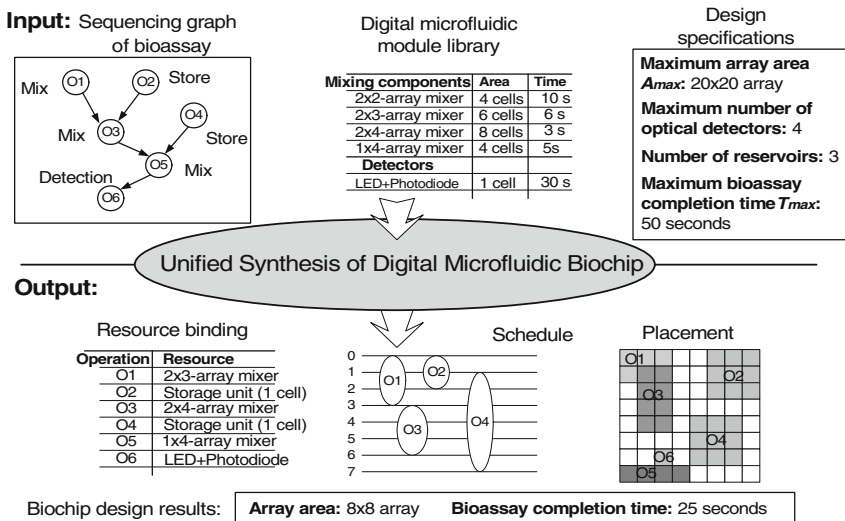 Input: Sequencing graph
of bioassay
O1
O2
Store
Mix
Mix
O3
O4
Store
O5
Detection
Mix
O6
Digital microfluidic
module library
Mixing components Area Time
2x2-array mixer 4 cells 10 s
2x3-array mixer 6 cells 6 s
2x4-array mixer 8 cells 3 s
1x4-array mixer 4 cells 5s
Detectors
LED+Photodiode 1 cell 30 s
Design
specifications
Maximum array area
Amax: 20x20 array
Maximum number of
optical detectors: 4
Number of reservoirs: 3
Maximum bioassay
completion time Tmax:
50 seconds
Unified Synthesis of Digital Microfluidic Biochip
Output:
Resource binding
Operation Resource
O1 2x3-array mixer
O2 Storage unit (1 cell)
O3 2x4-array mixer
O4 Storage unit (1 cell)
O5 1x4-array mixer
O6 LED+Photodiode
Schedule
0
1
2
3
4
5
6
7
O1
O2
O3
O4
Placement
O1
O2
O3
O4
O6
O5
Biochip design results: Array area: 8x8 array Bioassay completion time: 25 seconds